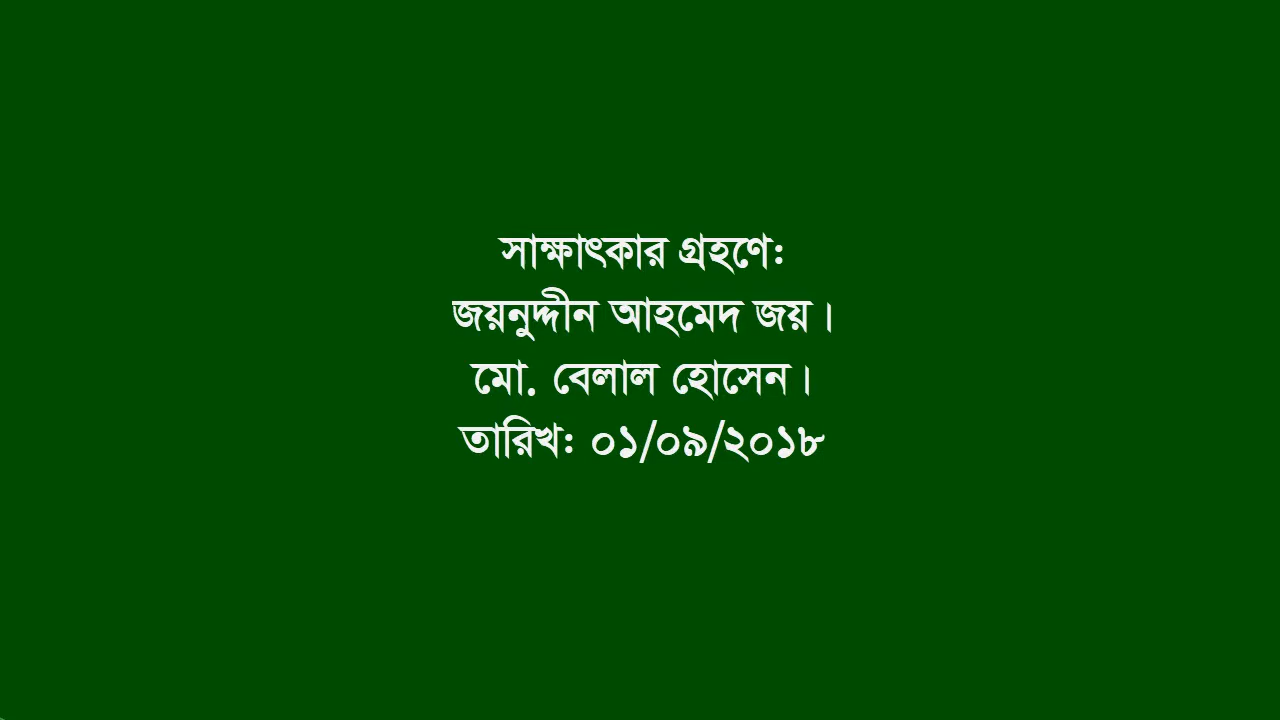 সাক্ষাৎকার গ্রহণে:
জয়নুদ্দীন আহমেদ জয়।
মো. বেলাল হোসেন।
তারিখ: ০১/০৯/২০১৮